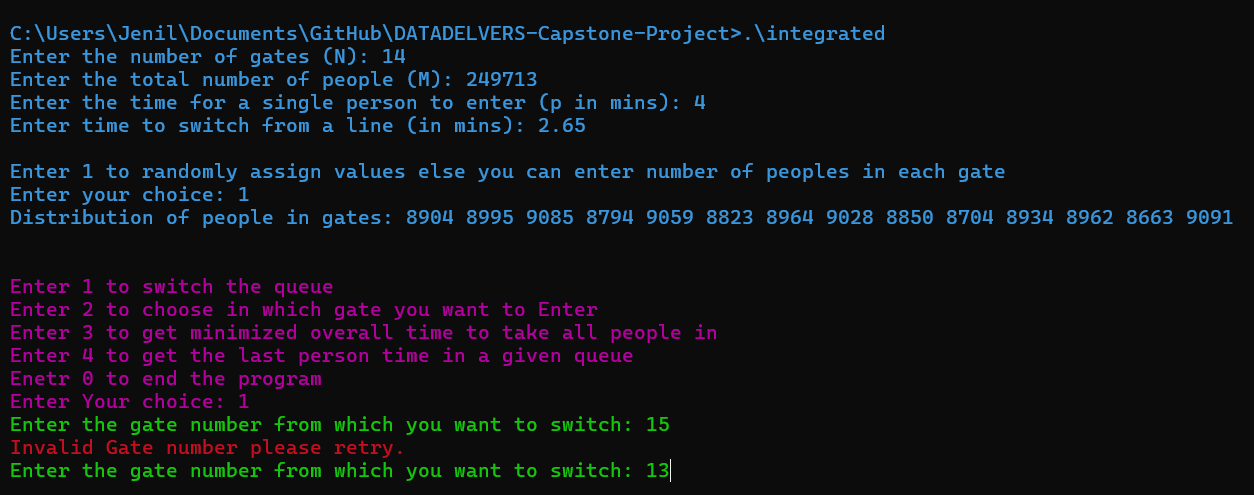 C:\Users\Jenil\Documents\GitHub\DATADELVERS-Capstone-Project>.\integrated
Enter the number of gates (N): 14
Enter the total number of people (M): 249713
Enter the time for a single person to enter (p in mins): 4
Enter time to switch from a line (in mins): 2.65
Enter 1 to randomly assign values else you can enter number of peoples in each gate
Enter your choice: 1
Distribution of people in gates: 8904 8995 9085 8794 9059 8823 8964 9028 8850 8704 8934 8962 8663 9091
Enter 1 to switch the queue
Enter 2 to choose in which gate you want to Enter
Enter 3 to get minimized overall time to take all people in
Enter 4 to get the last person time in a given queue
Enetr 0 to end the program
Enter Your choice: 1
Enter the gate number from which you want to switch: 15
Invalid Gate number please retry.
Enter the gate number from which you want to switch: 13